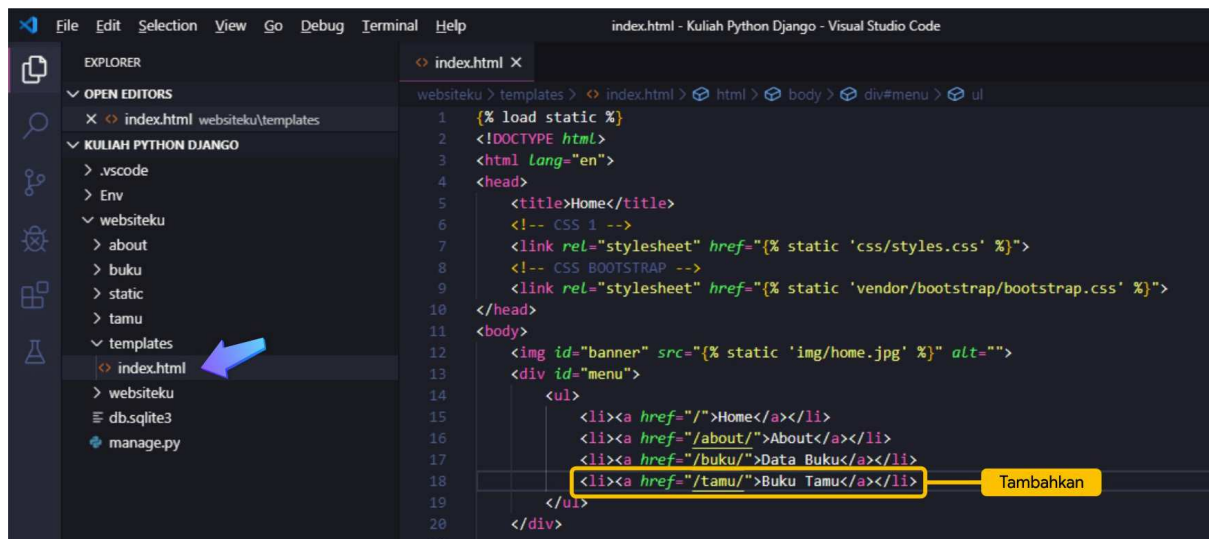 File Edit Selection View Go Debug Terminal Help index.html - Kuliah Python Django - Visual Studio Code
EXPLORER
OPEN EDITORS
index.html websiteku\templates
KULIAH PYTHON DJANGO
.vscode
Env
websiteku
about
buku
static
tamu
templates
index.html
websiteku
db.sqlite3
manage.py
index.html
websiteku > templates > index.html > html > body > div#menu > ul
1 {% load static %}
2 <!DOCTYPE html>
3 <html lang="en">
4 <head>
5 <title>Home</title>
6 <!-- CSS 1 -->
7 <link rel="stylesheet" href="{% static 'css/styles.css' %}">
8 <!-- CSS BOOTSTRAP -->
9 <link rel="stylesheet" href="{% static 'vendor/bootstrap/bootstrap.css' %}">
10 </head>
11 <body>
12 <img id="banner" src="{% static 'img/home.jpg' %}" alt="">
13 <div id="menu">
14 <ul>
15 <li><a href="/">Home</a></li>
16 <li><a href="/about/">About</a></li>
17 <li><a href="/buku/">Data Buku</a></li>
18 <li><a href="/tamu/">Buku Tamu</a></li> Tambahkan
19 </ul>
20 </div>